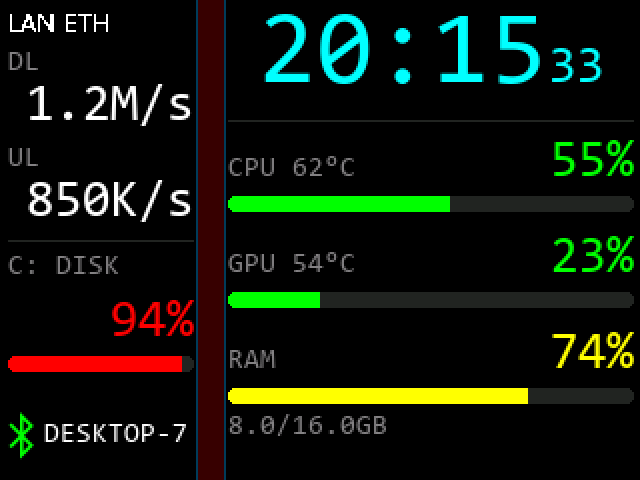 LAN ETH
DL
1.2M/s
UL
850K/s
C: DISK
94%
DESKTOP-7
20:15 33
CPU 62°C 55%
GPU 54°C 23%
RAM 74%
8.0/16.0GB